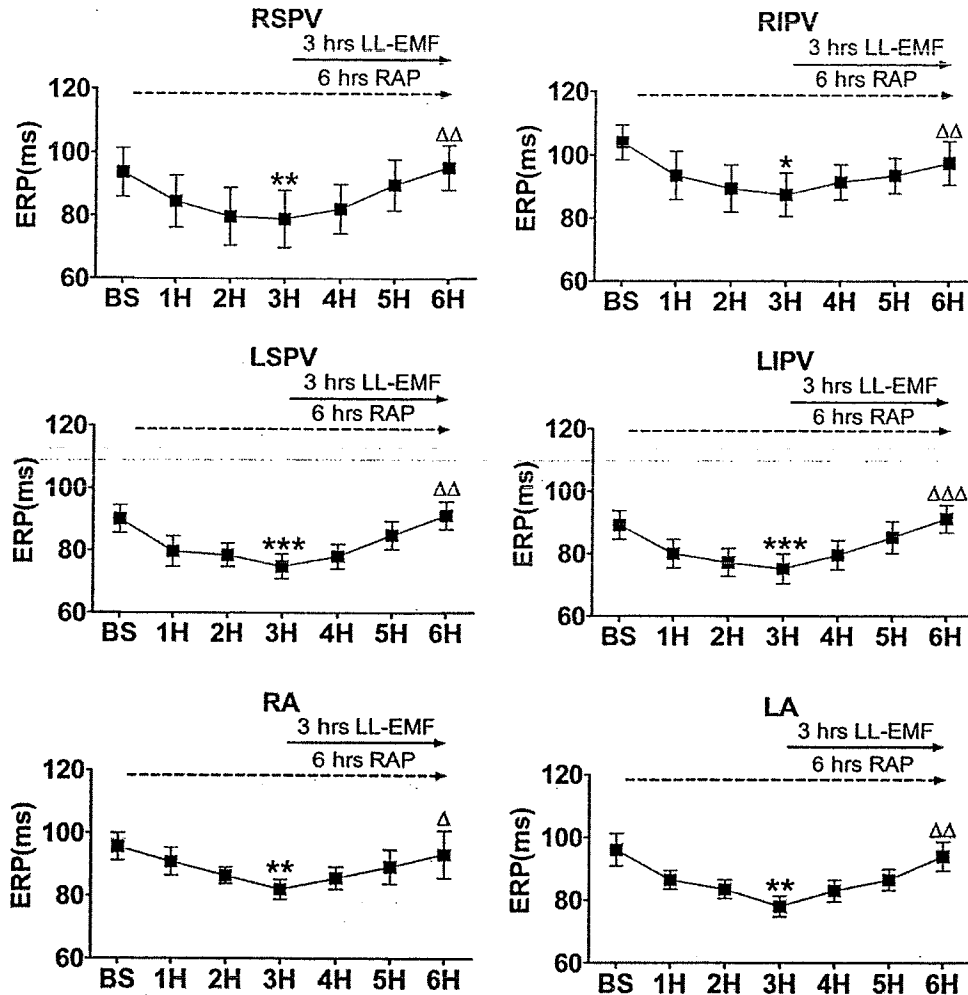 RSPV
3 hrs LL-EMF
6 hrs RAP
120
100
80
60
ERP(ms)
**
ΔΔ
BS 1H 2H 3H 4H 5H 6H
RIPV
3 hrs LL-EMF
6 hrs RAP
120
100
80
60
ERP(ms)
*
ΔΔ
BS 1H 2H 3H 4H 5H 6H
LSPV
3 hrs LL-EMF
6 hrs RAP
120
100
80
60
ERP(ms)
***
ΔΔ
BS 1H 2H 3H 4H 5H 6H
LIPV
3 hrs LL-EMF
6 hrs RAP
120
100
80
60
ERP(ms)
***
ΔΔΔ
BS 1H 2H 3H 4H 5H 6H
RA
3 hrs LL-EMF
6 hrs RAP
120
100
80
60
ERP(ms)
**
Δ
BS 1H 2H 3H 4H 5H 6H
LA
3 hrs LL-EMF
6 hrs RAP
120
100
80
60
ERP(ms)
**
ΔΔ
BS 1H 2H 3H 4H 5H 6H